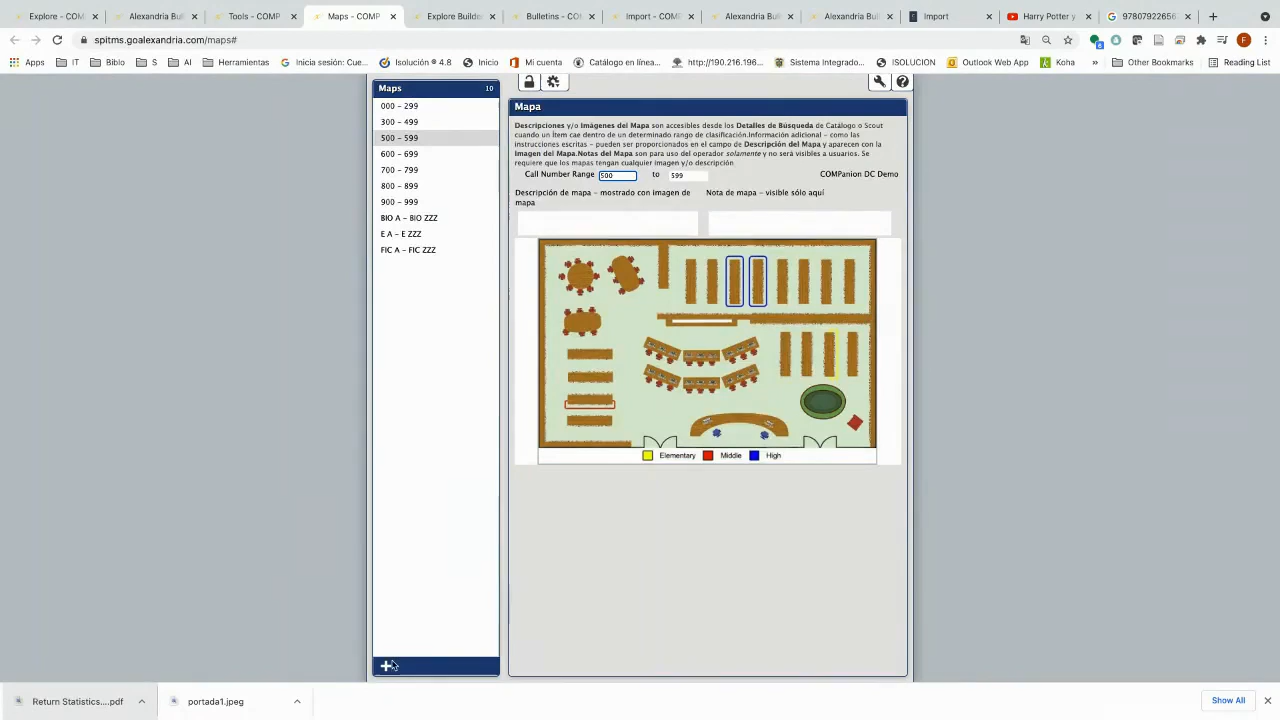 Explore - COM
Alexandria Bul
Tools - COMP
Maps - COMP
Explore Builde
Bulletins - CO
Import - COMP
Alexandria Bul
Alexandria Bul
Import
Harry Potter y
9780792265
spitms.goalexandria.com/maps#
Apps
IT
Biblo
S
AI
Herramientas
Inicia sesión: Cue...
Isolución ® 4.8
Inicio
Mi cuenta
Catálogo en línea...
http://190.216.196...
Sistema Integrado...
ISOLUCION
Outlook Web App
Koha
»
Other Bookmarks
Reading List
Maps 10
000 - 299
300 - 499
500 - 599
600 - 699
700 - 799
800 - 899
900 - 999
BIO A - BIO ZZZ
E A - E ZZZ
FIC A - FIC ZZZ
Mapa
Descripciones y/o Imágenes del Mapa son accesibles desde los Detalles de Búsqueda de Catálogo o Scout
cuando un Ítem cae dentro de un determinado rango de clasificación.Información adicional - como las
instrucciones escritas - pueden ser proporcionados en el campo de Descripción del Mapa y aparecen con la
Imagen del Mapa.Notas del Mapa son para uso del operador solamente y no será visibles a usuarios. Se
requiere que los mapas tengan cualquier imagen y/o descripción
Call Number Range 500 to 599 COMPanion DC Demo
Descripción de mapa - mostrado con imagen de
mapa
Nota de mapa - visible sólo aquí
Elementary Middle High
Return Statistics....pdf
portada1.jpeg
Show All